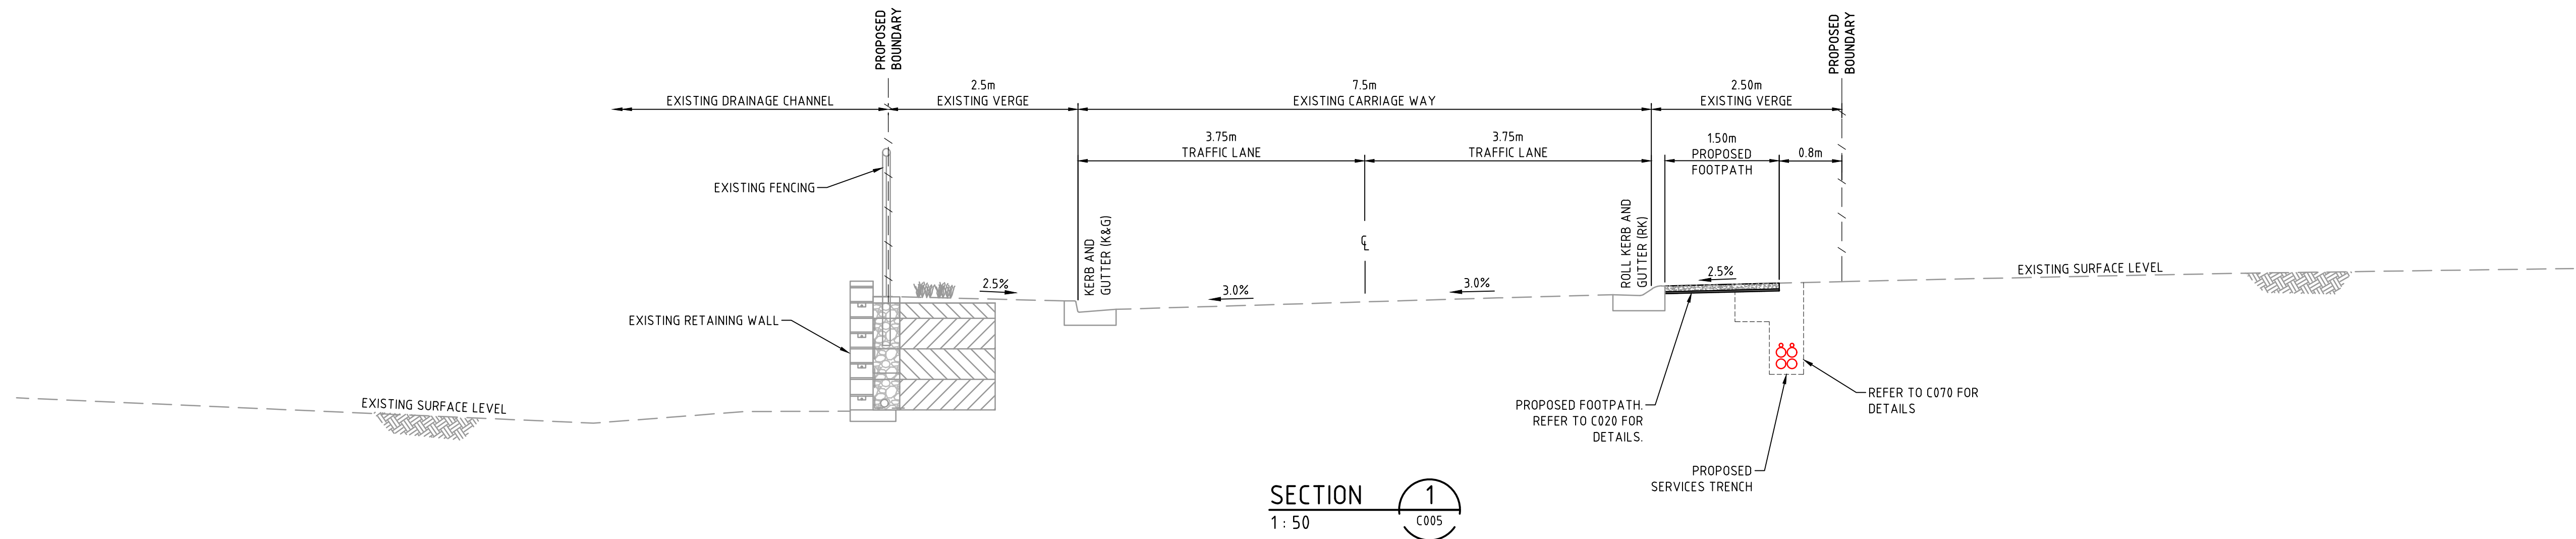 PROPOSED
BOUNDARY
PROPOSED
BOUNDARY
EXISTING DRAINAGE CHANNEL
2.5m
EXISTING VERGE
7.5m
EXISTING CARRIAGE WAY
2.50m
EXISTING VERGE
3.75m
TRAFFIC LANE
3.75m
TRAFFIC LANE
1.50m
PROPOSED
FOOTPATH
0.8m
EXISTING FENCING
KERB AND
GUTTER (K&G)
℄
ROLL KERB AND
GUTTER (RK)
2.5%
3.0%
3.0%
2.5%
EXISTING SURFACE LEVEL
EXISTING RETAINING WALL
EXISTING SURFACE LEVEL
PROPOSED FOOTPATH.
REFER TO C020 FOR
DETAILS.
REFER TO C070 FOR
DETAILS
PROPOSED
SERVICES TRENCH
SECTION
1 : 50
1
C005